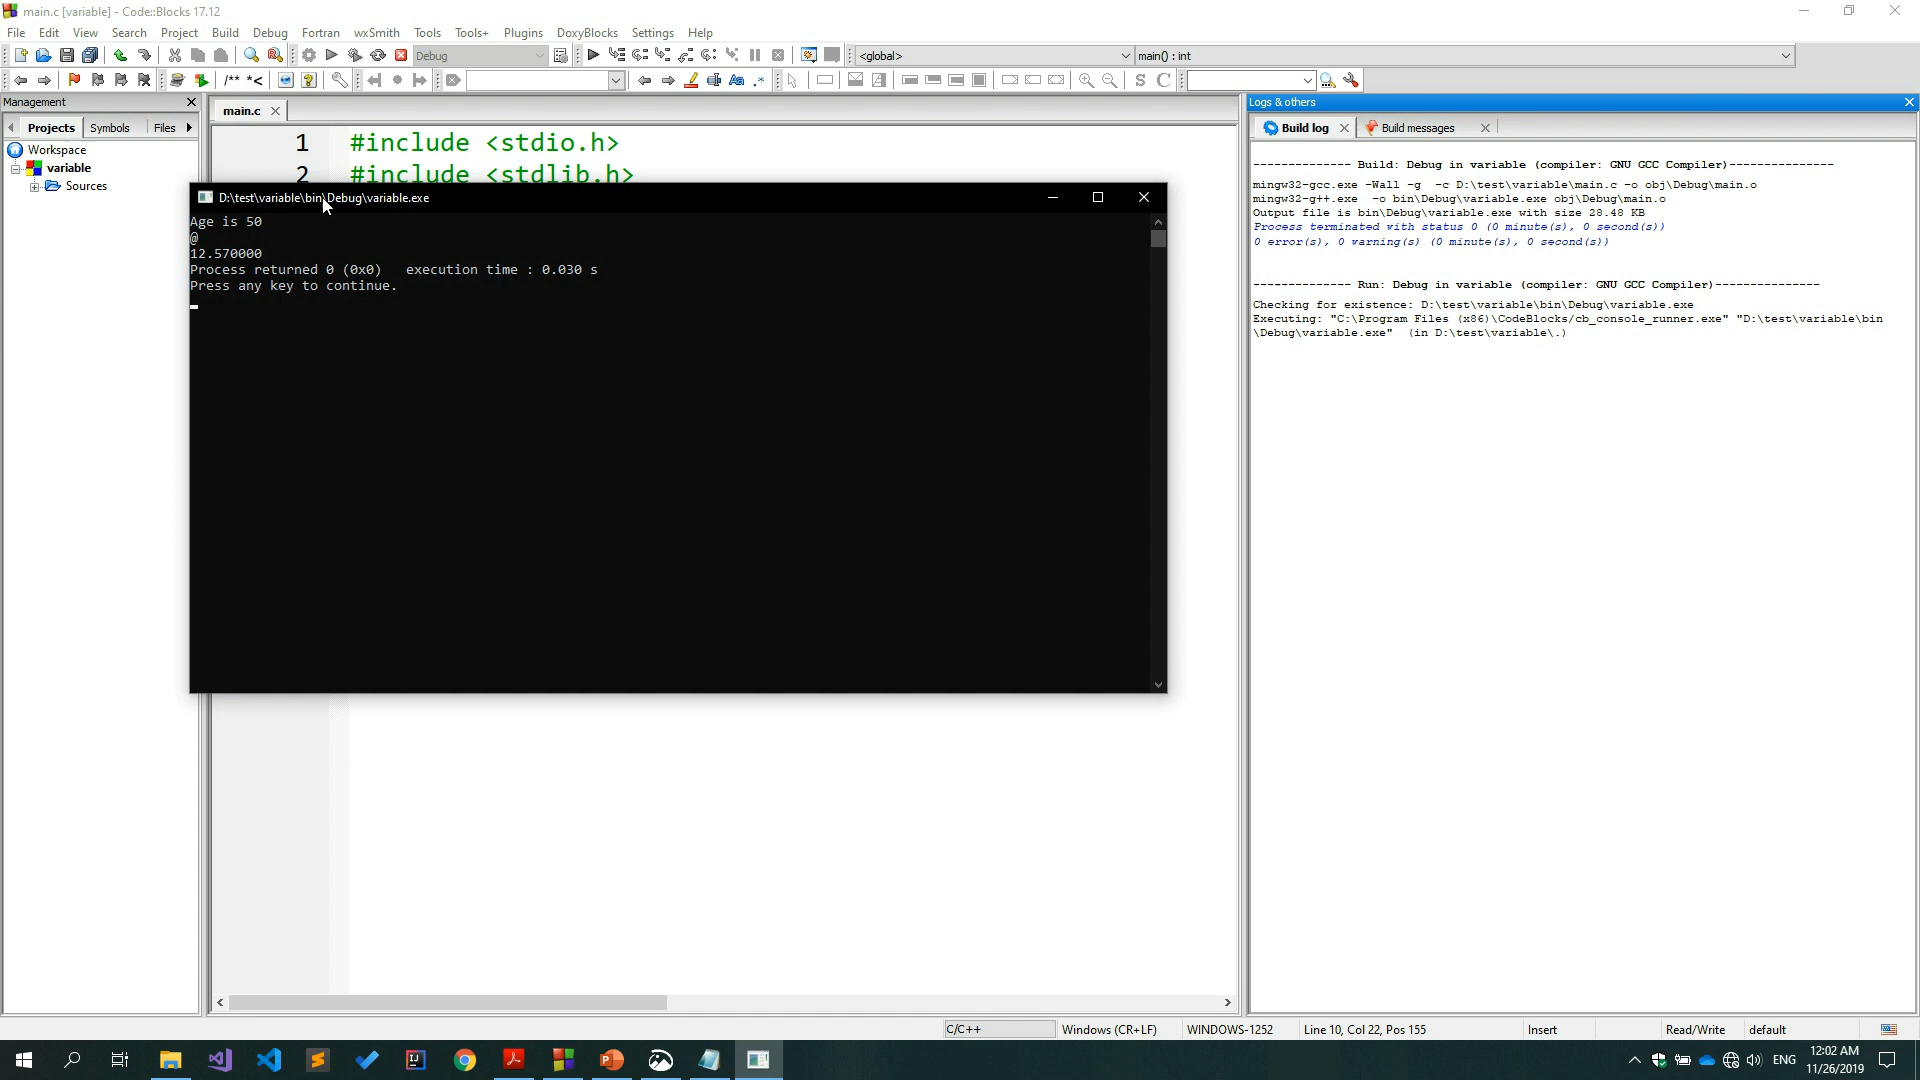 main.c [variable] - Code::Blocks 17.12
File Edit View Search Project Build Debug Fortran wxSmith Tools Tools+ Plugins DoxyBlocks Settings Help
Debug
<global>
main() : int
/** *<
Aa .*
S C
Management
Projects Symbols Files
Workspace
variable
Sources
main.c
1 #include <stdio.h>
2 #include <stdlib.h>
D:\test\variable\bin\Debug\variable.exe
Age is 50
@
12.570000
Process returned 0 (0x0) execution time : 0.030 s
Press any key to continue.
Logs & others
Build log Build messages
-------------- Build: Debug in variable (compiler: GNU GCC Compiler)---------------
mingw32-gcc.exe -Wall -g -c D:\test\variable\main.c -o obj\Debug\main.o
mingw32-g++.exe -o bin\Debug\variable.exe obj\Debug\main.o
Output file is bin\Debug\variable.exe with size 28.48 KB
Process terminated with status 0 (0 minute(s), 0 second(s))
0 error(s), 0 warning(s) (0 minute(s), 0 second(s))
-------------- Run: Debug in variable (compiler: GNU GCC Compiler)---------------
Checking for existence: D:\test\variable\bin\Debug\variable.exe
Executing: "C:\Program Files (x86)\CodeBlocks/cb_console_runner.exe" "D:\test\variable\bin
\Debug\variable.exe" (in D:\test\variable\.)
C/C++ Windows (CR+LF) WINDOWS-1252 Line 10, Col 22, Pos 155 Insert Read/Write default
ENG
12:02 AM
11/26/2019